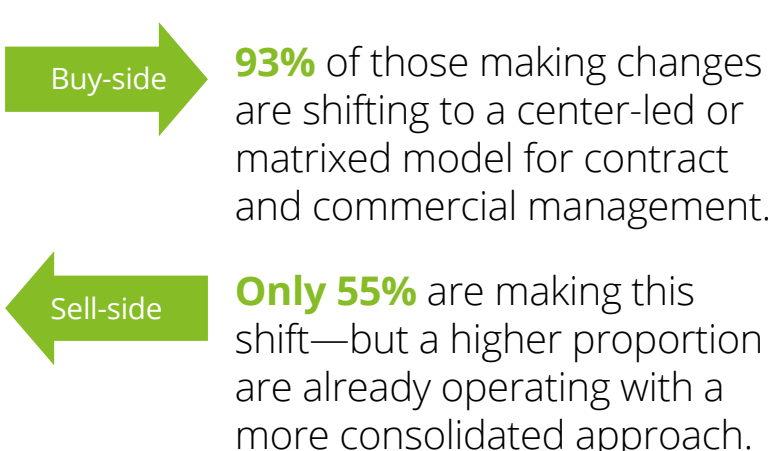 Buy-side
93% of those making changes
are shifting to a center-led or
matrixed model for contract
and commercial management.
Sell-side
Only 55% are making this
shift—but a higher proportion
are already operating with a
more consolidated approach.